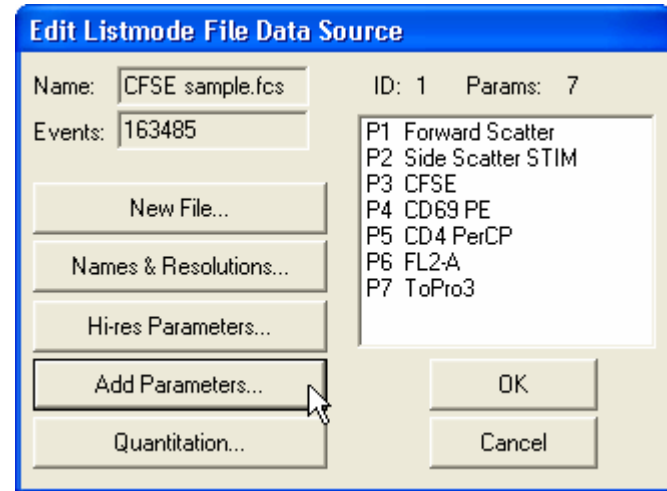 Edit Listmode File Data Source
Name: CFSE sample.fcs
ID: 1 Params: 7
Events: 163485
P1 Forward Scatter
P2 Side Scatter STIM
P3 CFSE
P4 CD69 PE
P5 CD4 PerCP
P6 FL2-A
P7 ToPro3
New File...
Names & Resolutions...
Hi-res Parameters...
Add Parameters...
OK
Quantitation...
Cancel